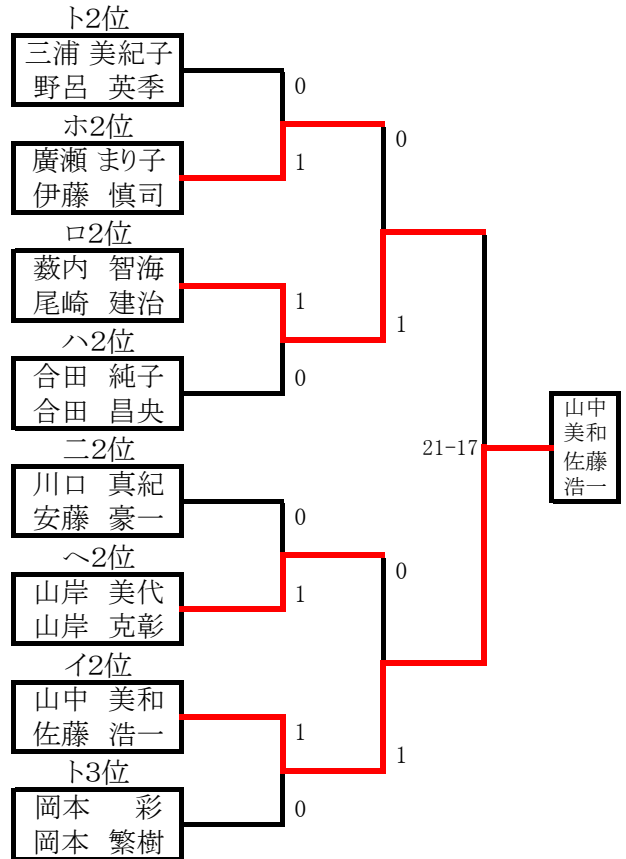 ト2位
三浦 美紀子
野呂 英季
0
ホ2位
1
0
廣瀬 まり子
伊藤 慎司
ロ2位
薮内 智海
尾崎 建治
1
1
ハ2位
0
合田 純子
合田 昌央
山中
美和
佐藤
浩一
21-17
ニ2位
川口 真紀
安藤 豪一
0
ヘ2位
0
山岸 美代
山岸 克彰
1
イ2位
山中 美和
佐藤 浩一
1
1
ト3位
0
岡本 彩
岡本 繁樹